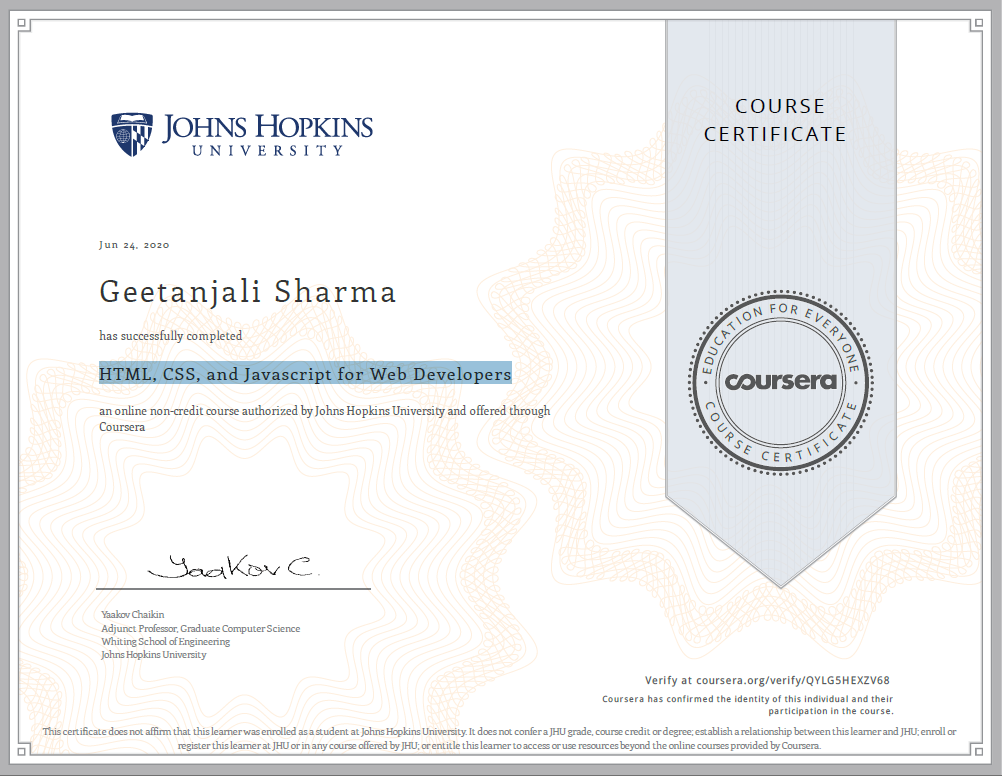 JOHNS HOPKINS
UNIVERSITY
COURSE
CERTIFICATE
Jun 24, 2020
Geetanjali Sharma
has successfully completed
HTML, CSS, and Javascript for Web Developers
an online non-credit course authorized by Johns Hopkins University and offered through
Coursera
EDUCATION FOR EVERYONE
coursera
COURSE CERTIFICATE
Yaakov C.
Yaakov Chaikin
Adjunct Professor, Graduate Computer Science
Whiting School of Engineering
Johns Hopkins University
Verify at coursera.org/verify/QYLG5HEXZV68
Coursera has confirmed the identity of this individual and their
participation in the course.
This certificate does not affirm that this learner was enrolled as a student at Johns Hopkins University. It does not confer a JHU grade, course credit or degree; establish a relationship between this learner and JHU; enroll or
register this learner at JHU or in any course offered by JHU; or entitle this learner to access or use resources beyond the online courses provided by Coursera.